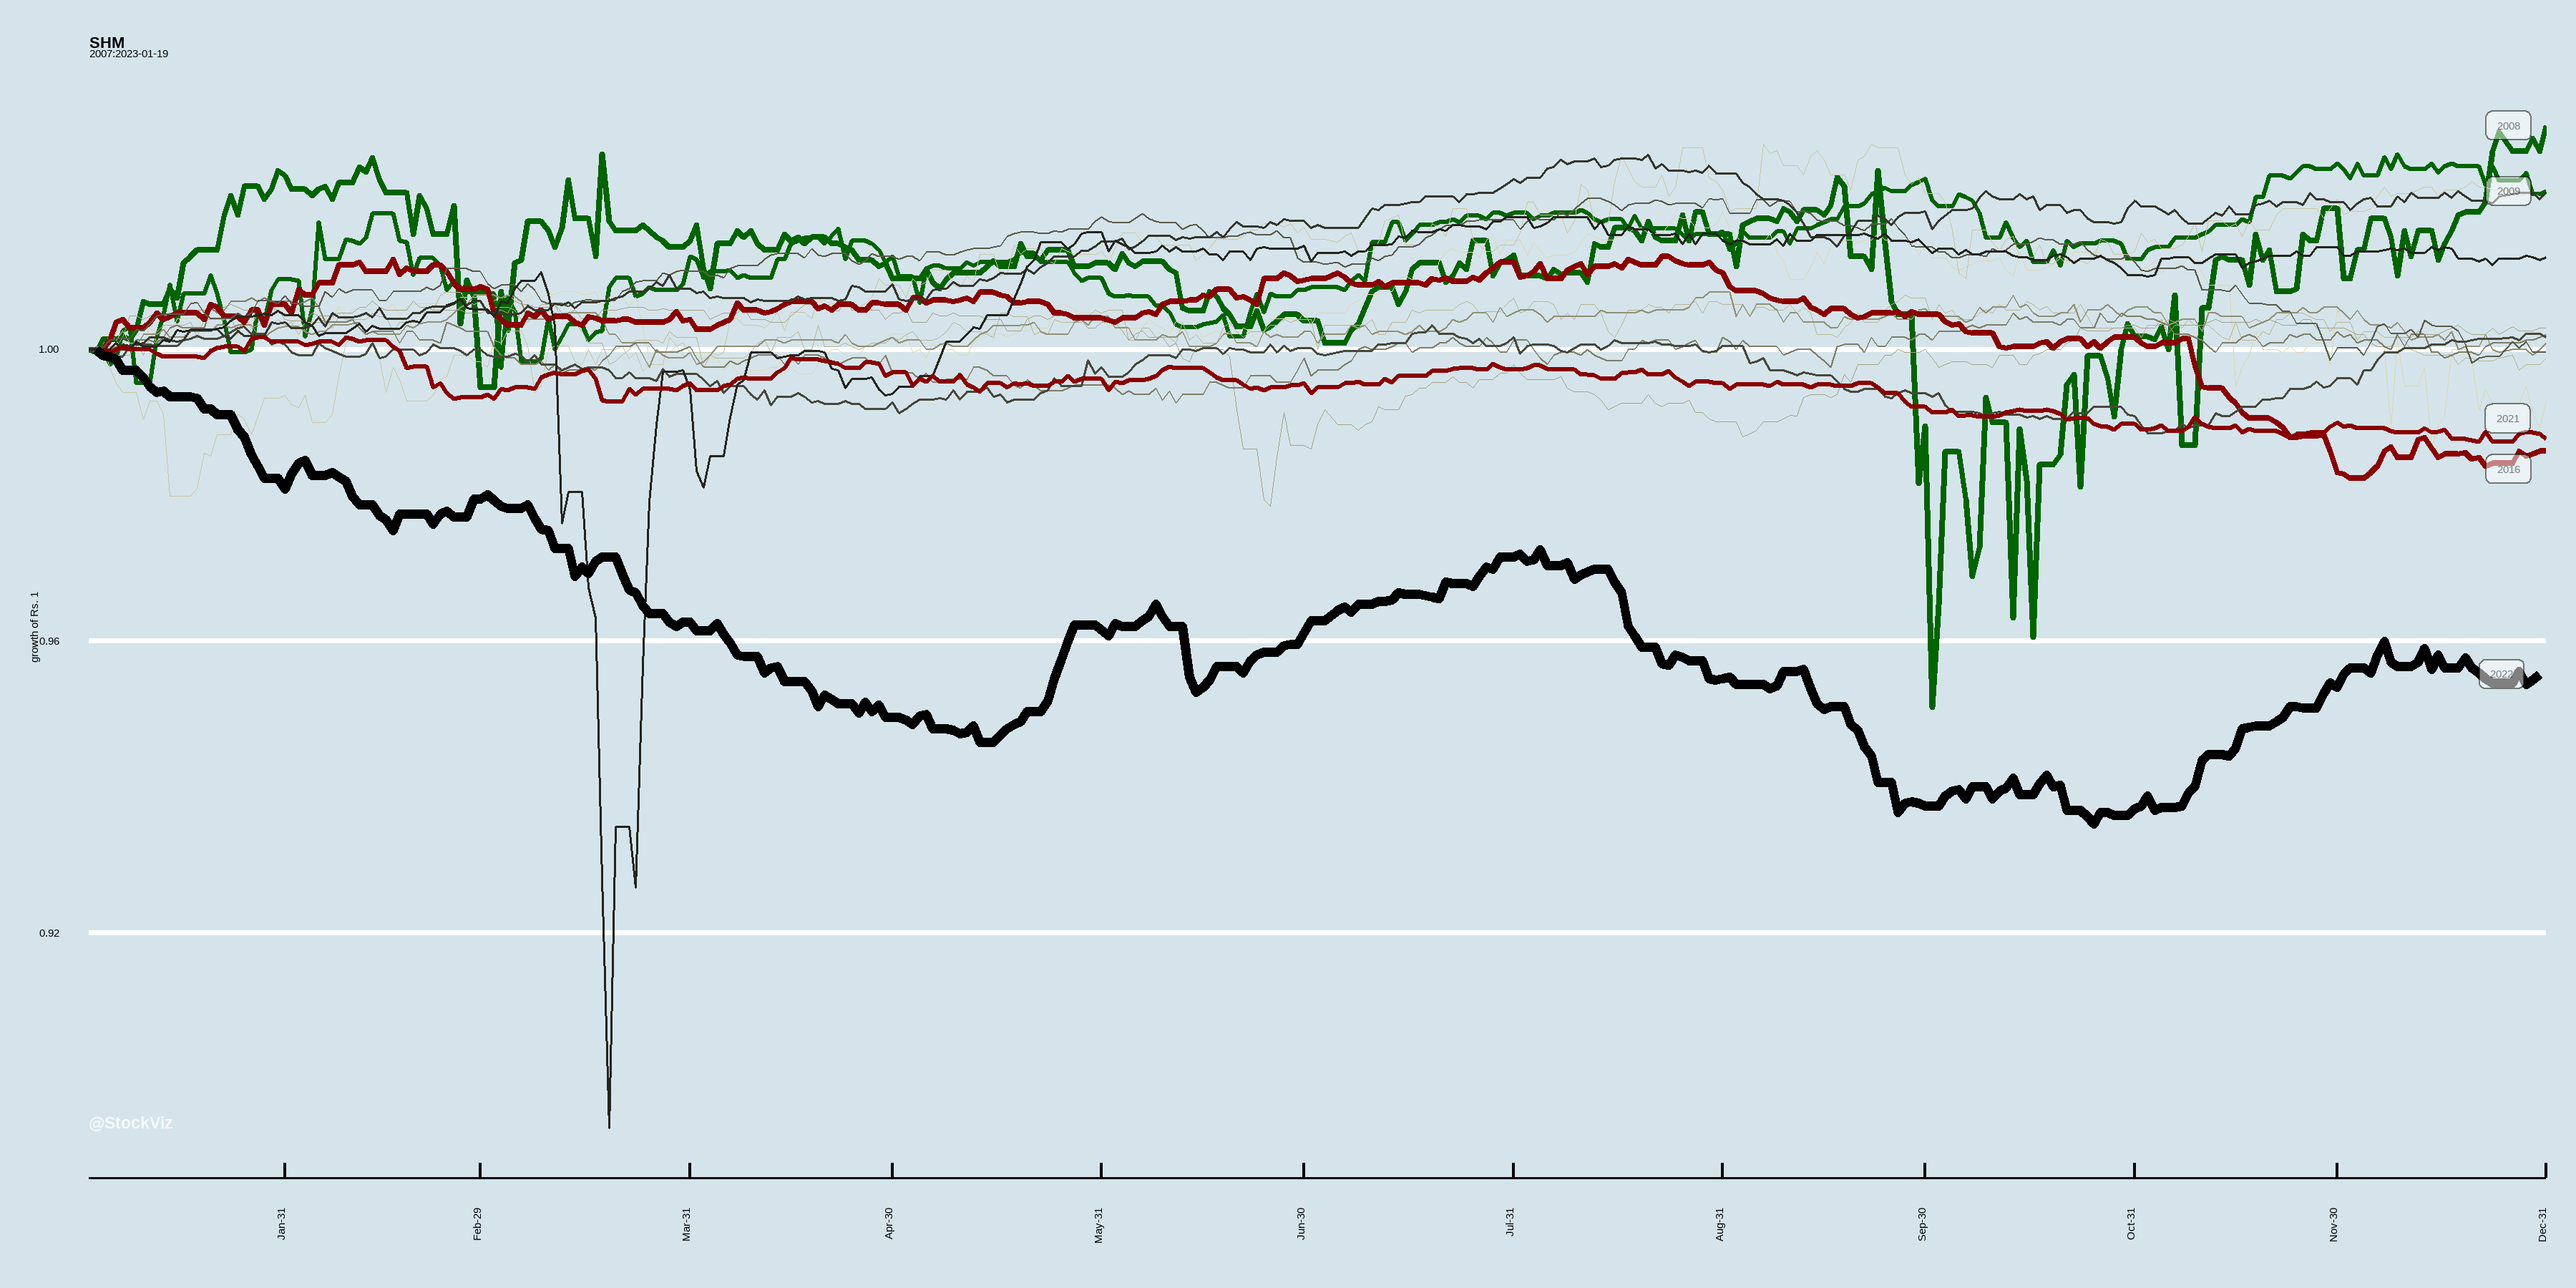 SHM
2007:2023-01-19
2008
2009
1.00
2021
2016
growth of Rs. 1
0.96
2022
0.92
@StockViz
Jan-31
Feb-29
Mar-31
Apr-30
May-31
Jun-30
Jul-31
Aug-31
Sep-30
Oct-31
Nov-30
Dec-31